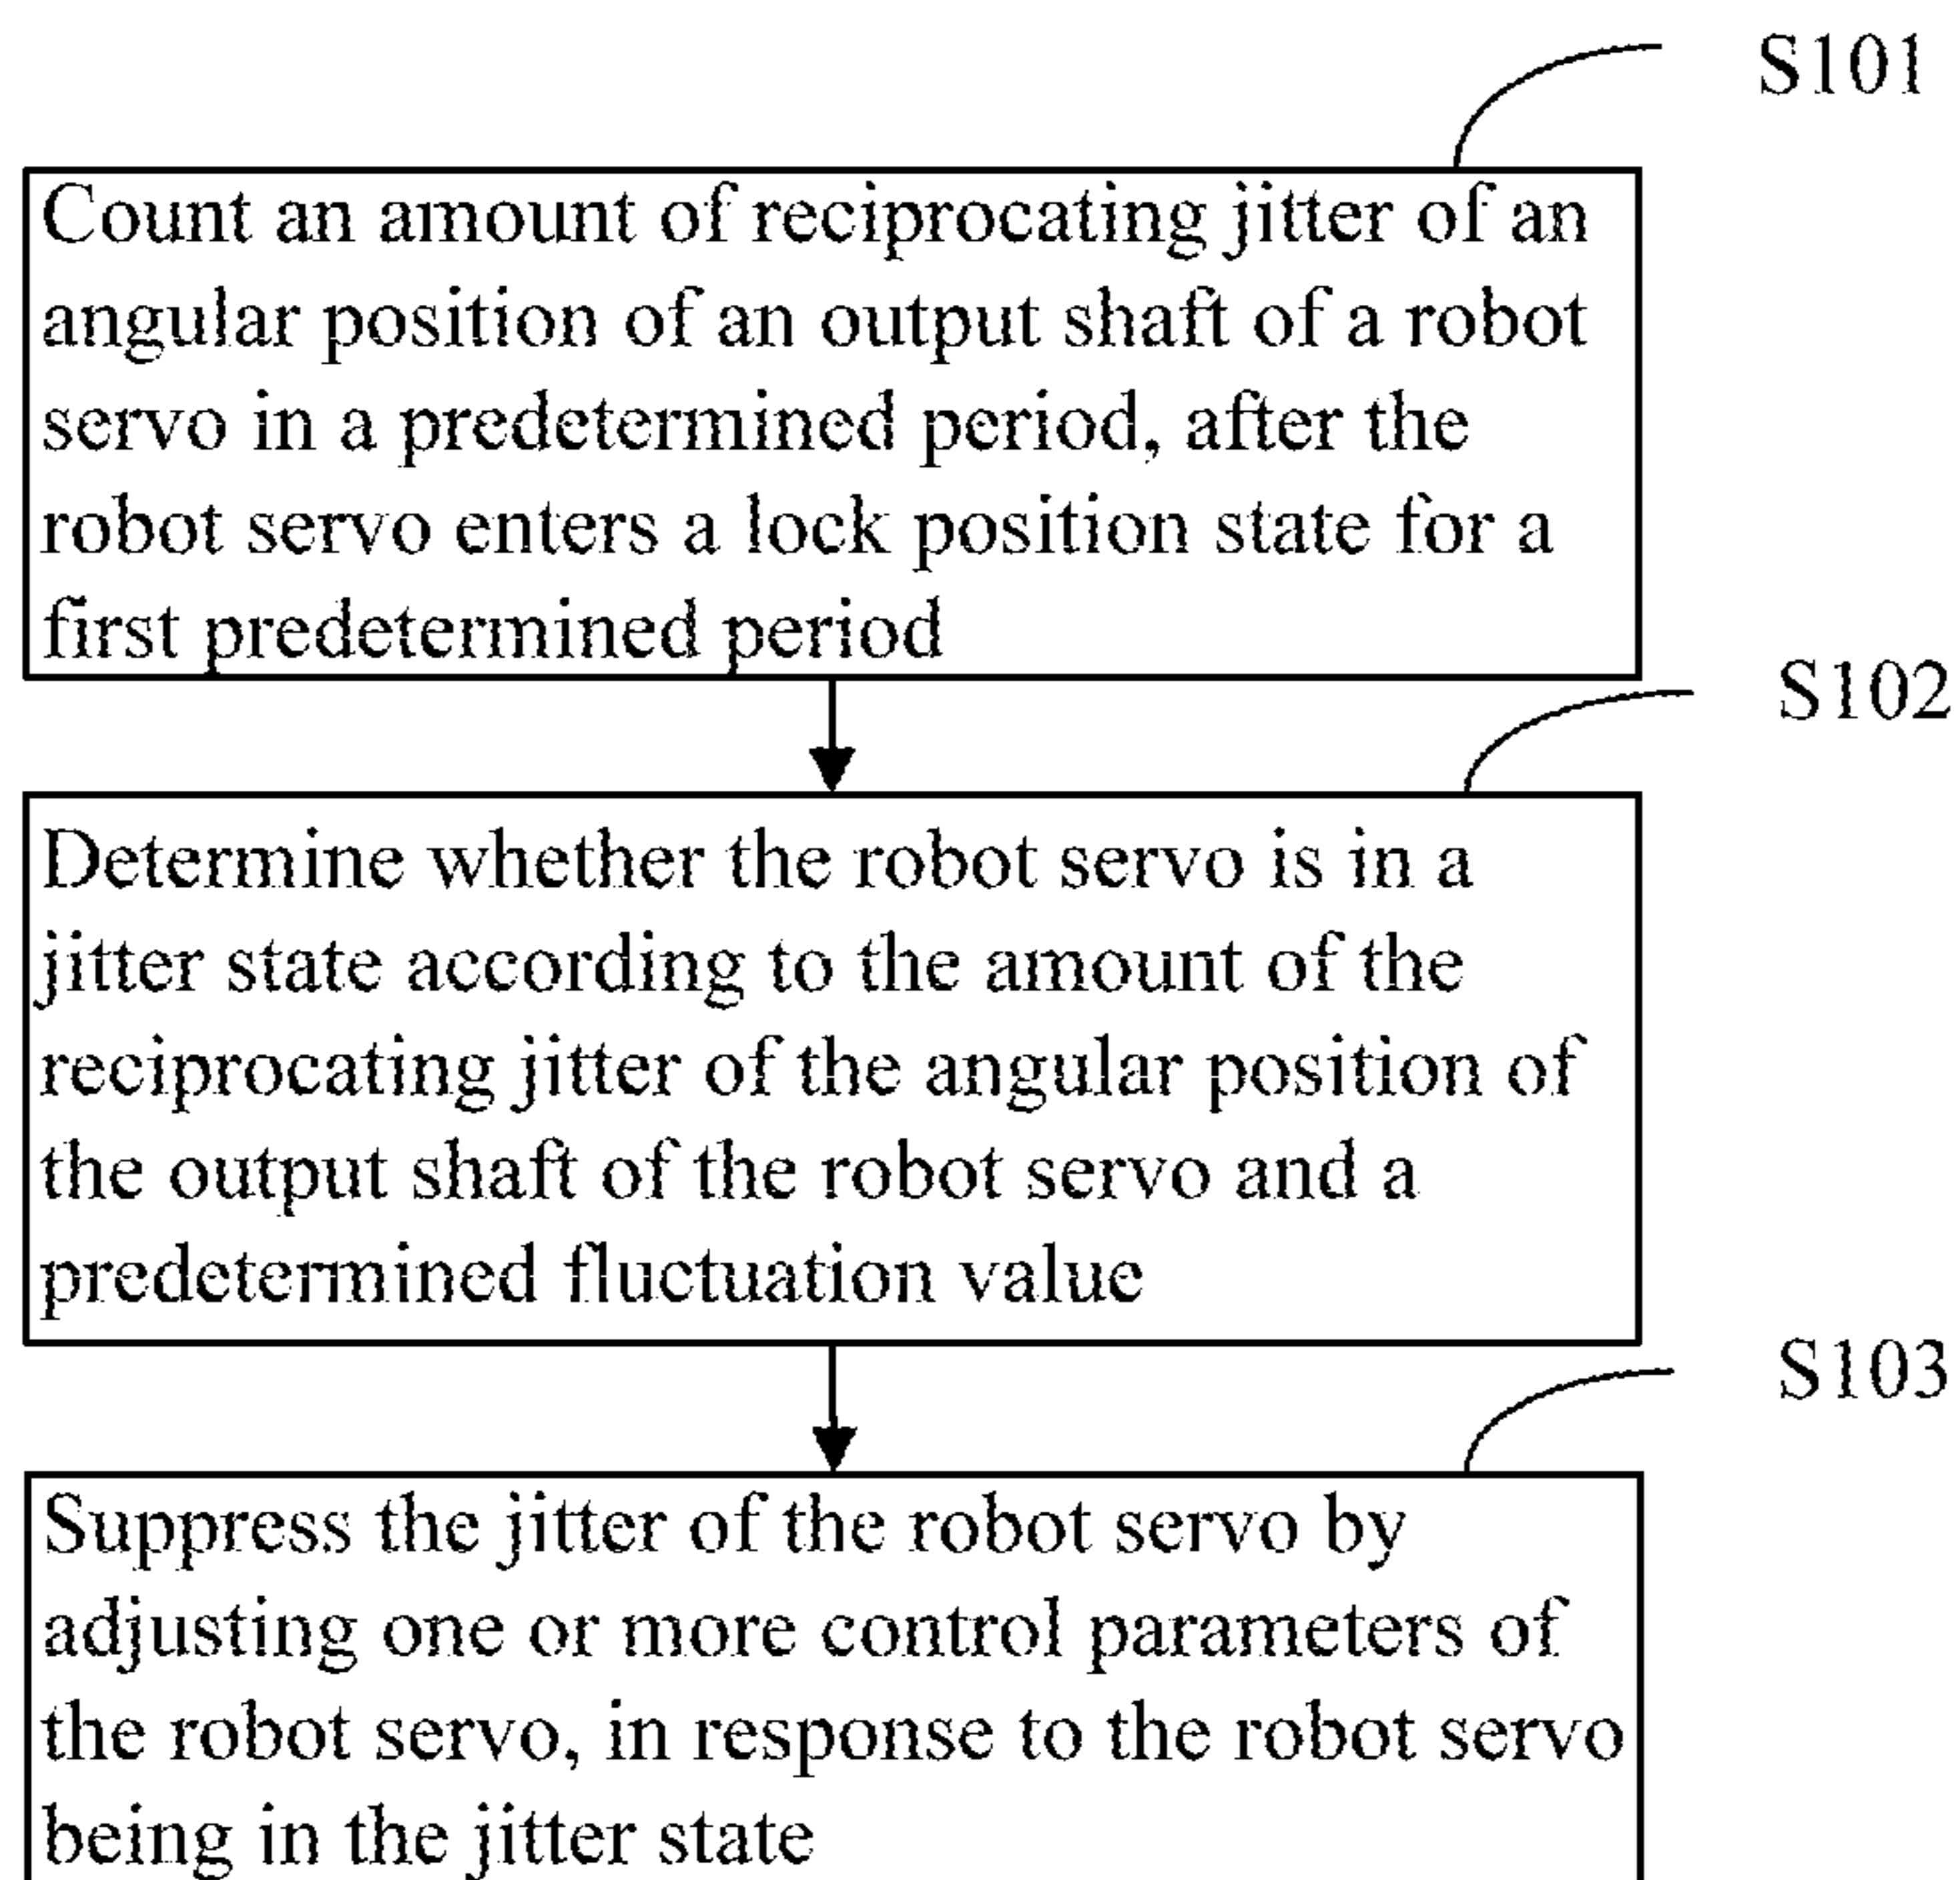 S101
Count an amount of reciprocating jitter of an
angular position of an output shaft of a robot
servo in a predetermined period, after the
robot servo enters a lock position state for a
first predetermined period
S102
Determine whether the robot servo is in a
jitter state according to the amount of the
reciprocating jitter of the angular position of
the output shaft of the robot servo and a
predetermined fluctuation value
S103
Suppress the jitter of the robot servo by
adjusting one or more control parameters of
the robot servo, in response to the robot servo
being in the jitter state